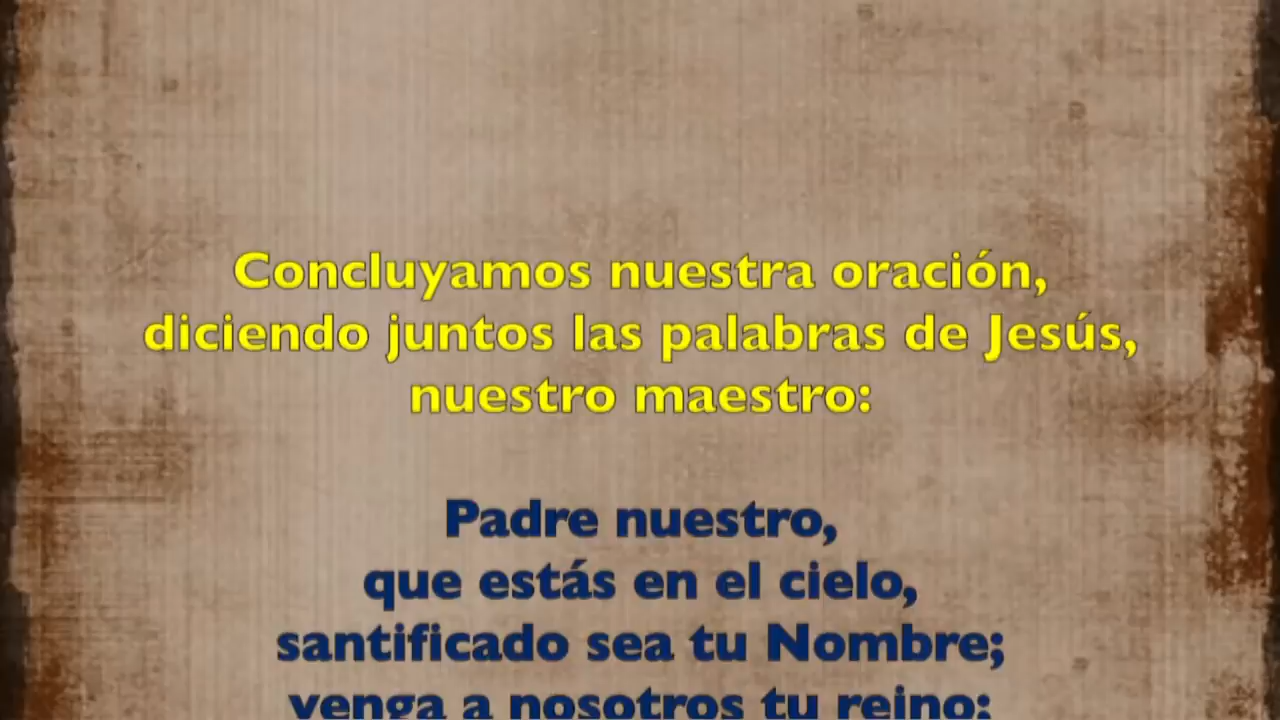 Concluyamos nuestra oración,
diciendo juntos las palabras de Jesús,
nuestro maestro:
Padre nuestro,
que estás en el cielo,
santificado sea tu Nombre;
venga a nosotros tu reino;